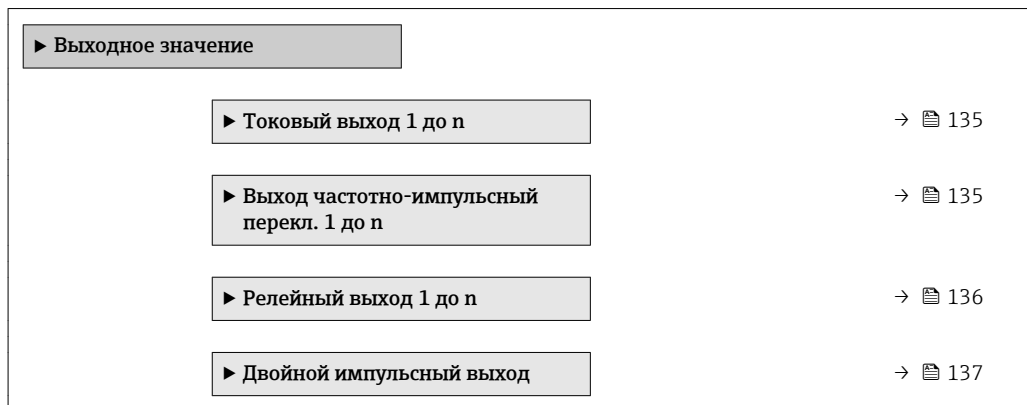 ▶ Выходное значение
▶ Токовый выход 1 до n → 135
▶ Выход частотно-импульсный
перекл. 1 до n → 135
▶ Релейный выход 1 до n → 136
▶ Двойной импульсный выход → 137